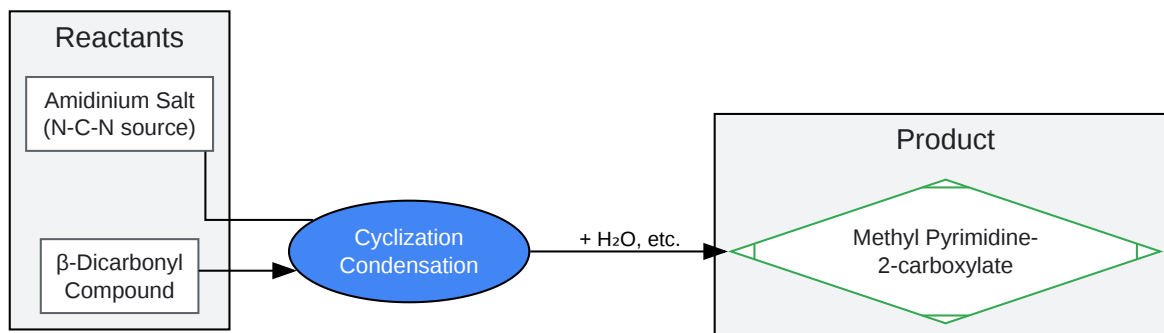 Reactants
Amidinium Salt
(N-C-N source)
β-Dicarbonyl
Compound
Cyclization
Condensation
+ H₂O, etc.
Product
Methyl Pyrimidine-
2-carboxylate